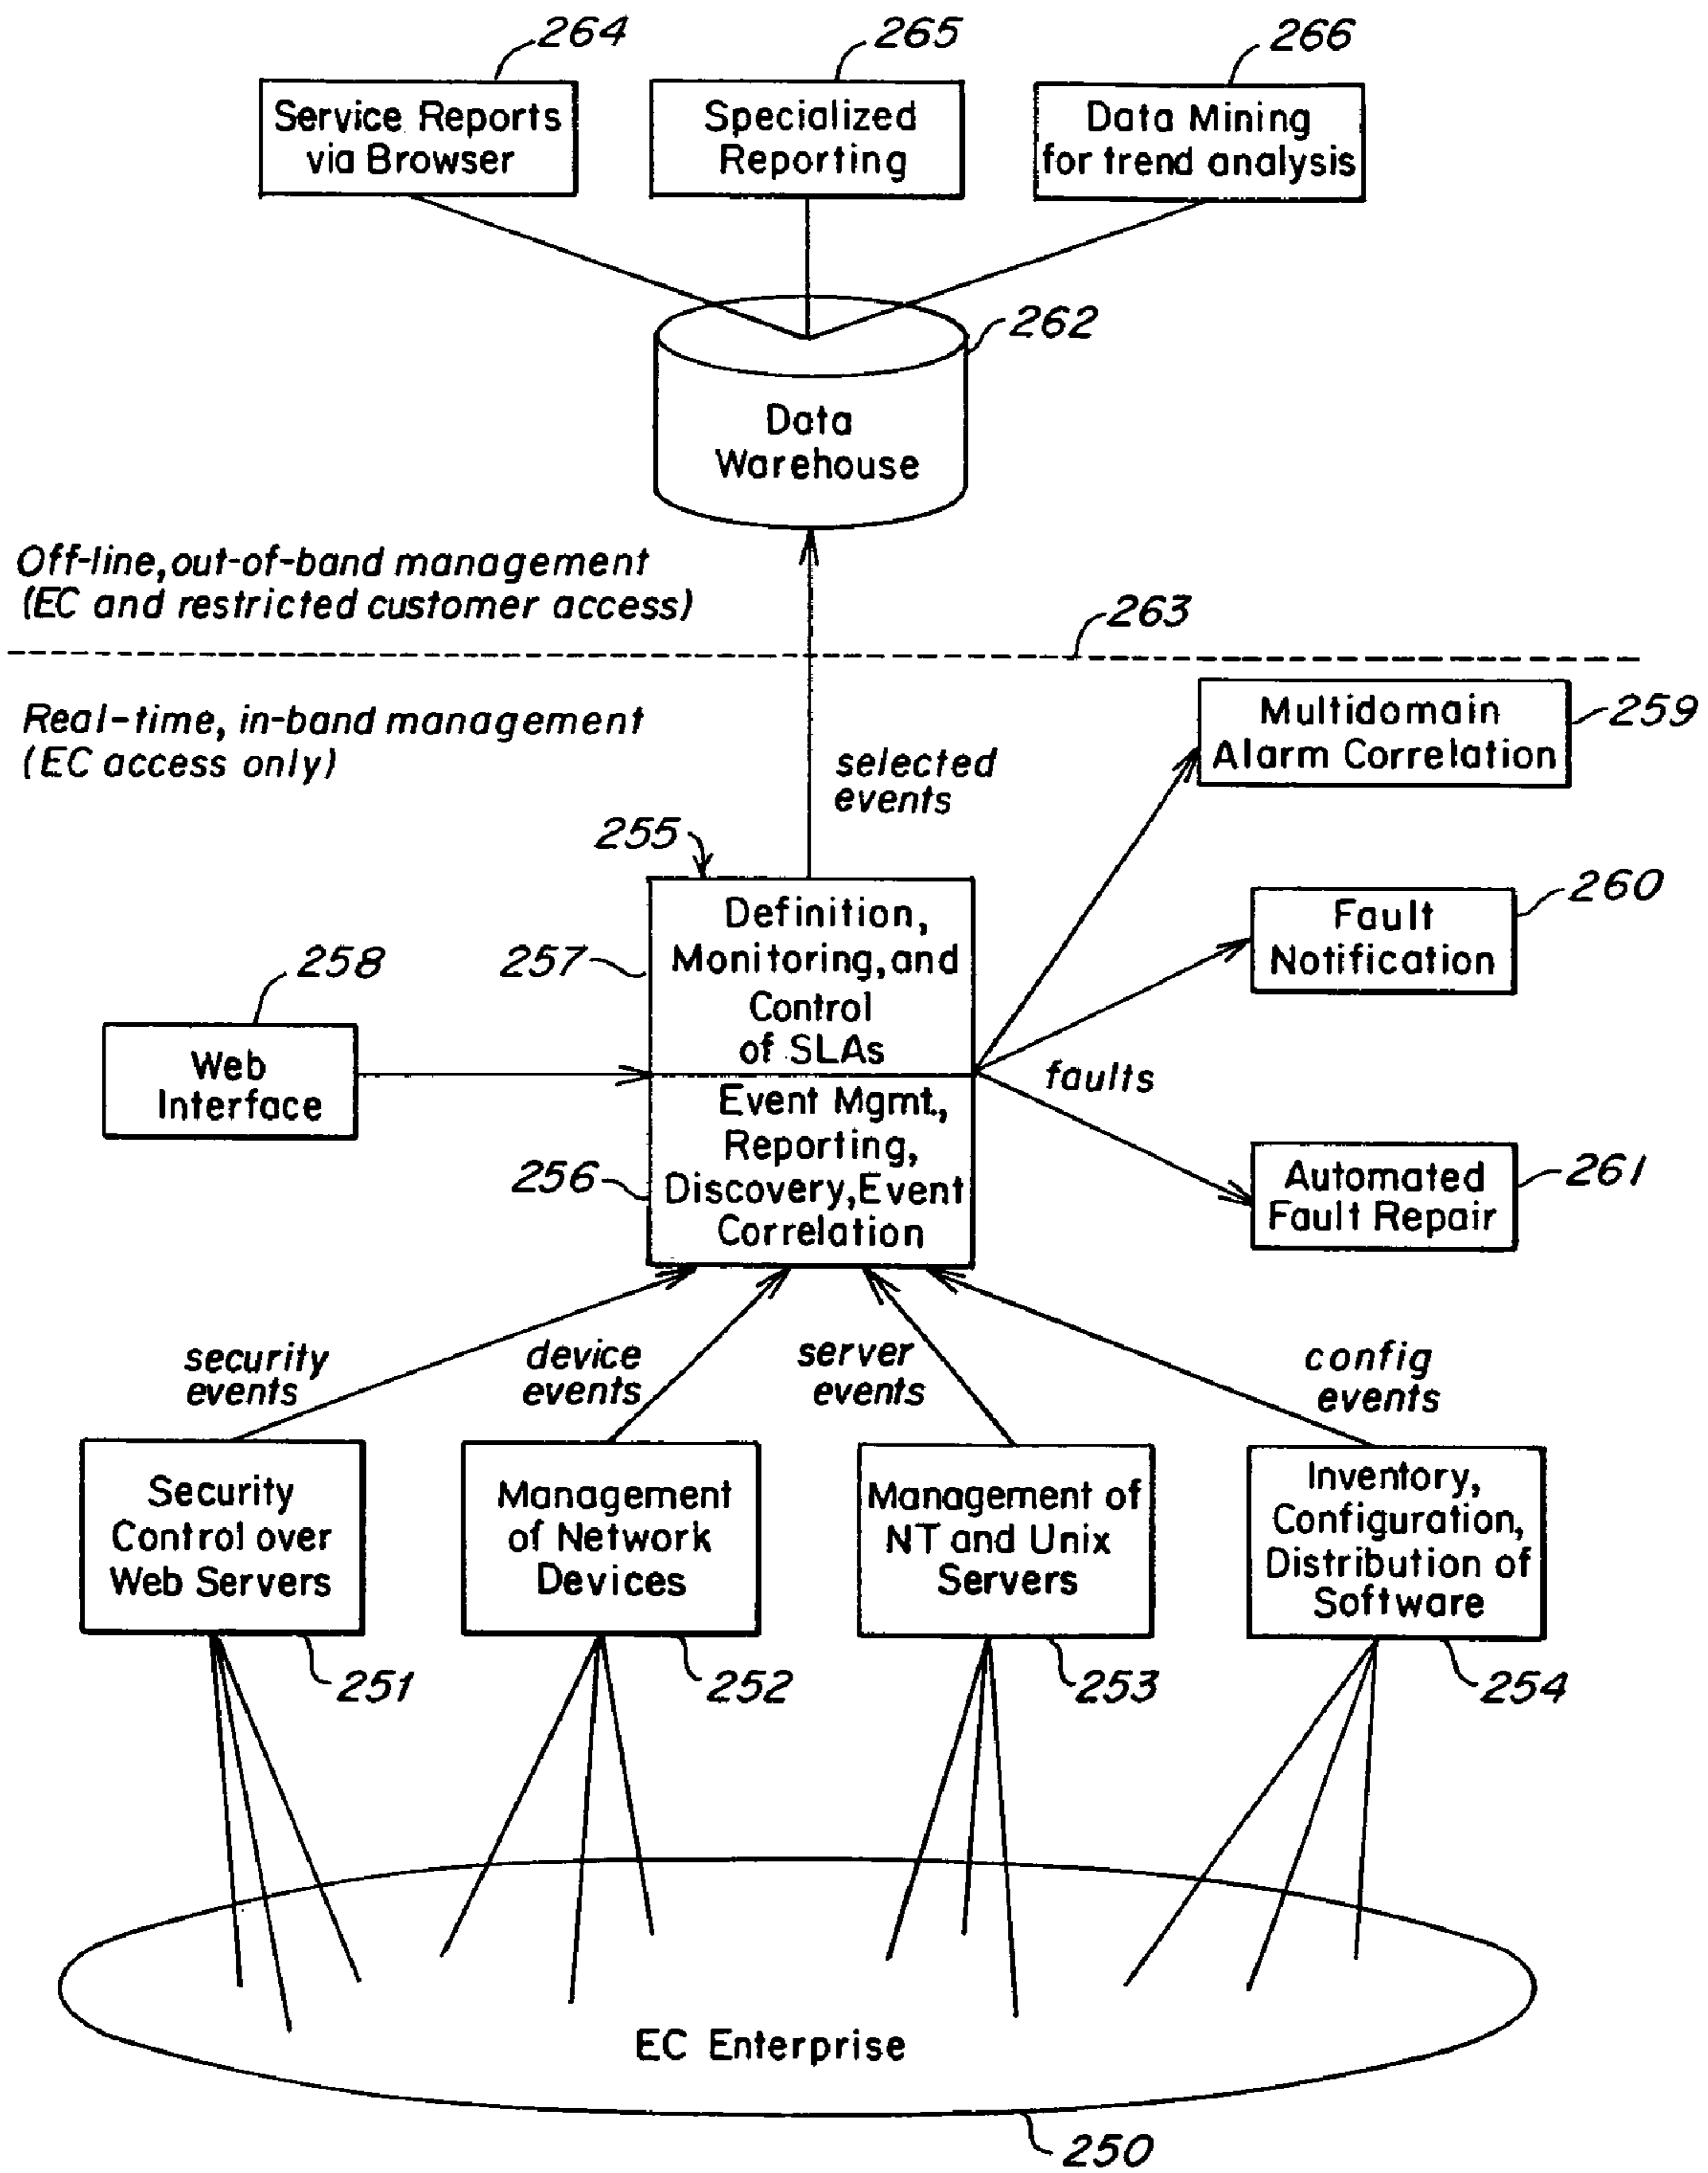 264
265
266
Service Reports
via Browser
Specialized
Reporting
Data Mining
for trend analysis
262
Data
Warehouse
Off-line, out-of-band management
(EC and restricted customer access)
263
Real-time, in-band management
(EC access only)
selected
events
Multidomain
Alarm Correlation
259
255
257
Definition,
Monitoring, and
Control
of SLAs
260
Fault
Notification
258
Web
Interface
faults
256
Event Mgmt.,
Reporting,
Discovery, Event
Correlation
Automated
Fault Repair
261
security
events
device
events
server
events
config
events
Security
Control over
Web Servers
Management
of Network
Devices
Management of
NT and Unix
Servers
Inventory,
Configuration,
Distribution of
Software
251
252
253
254
EC Enterprise
250